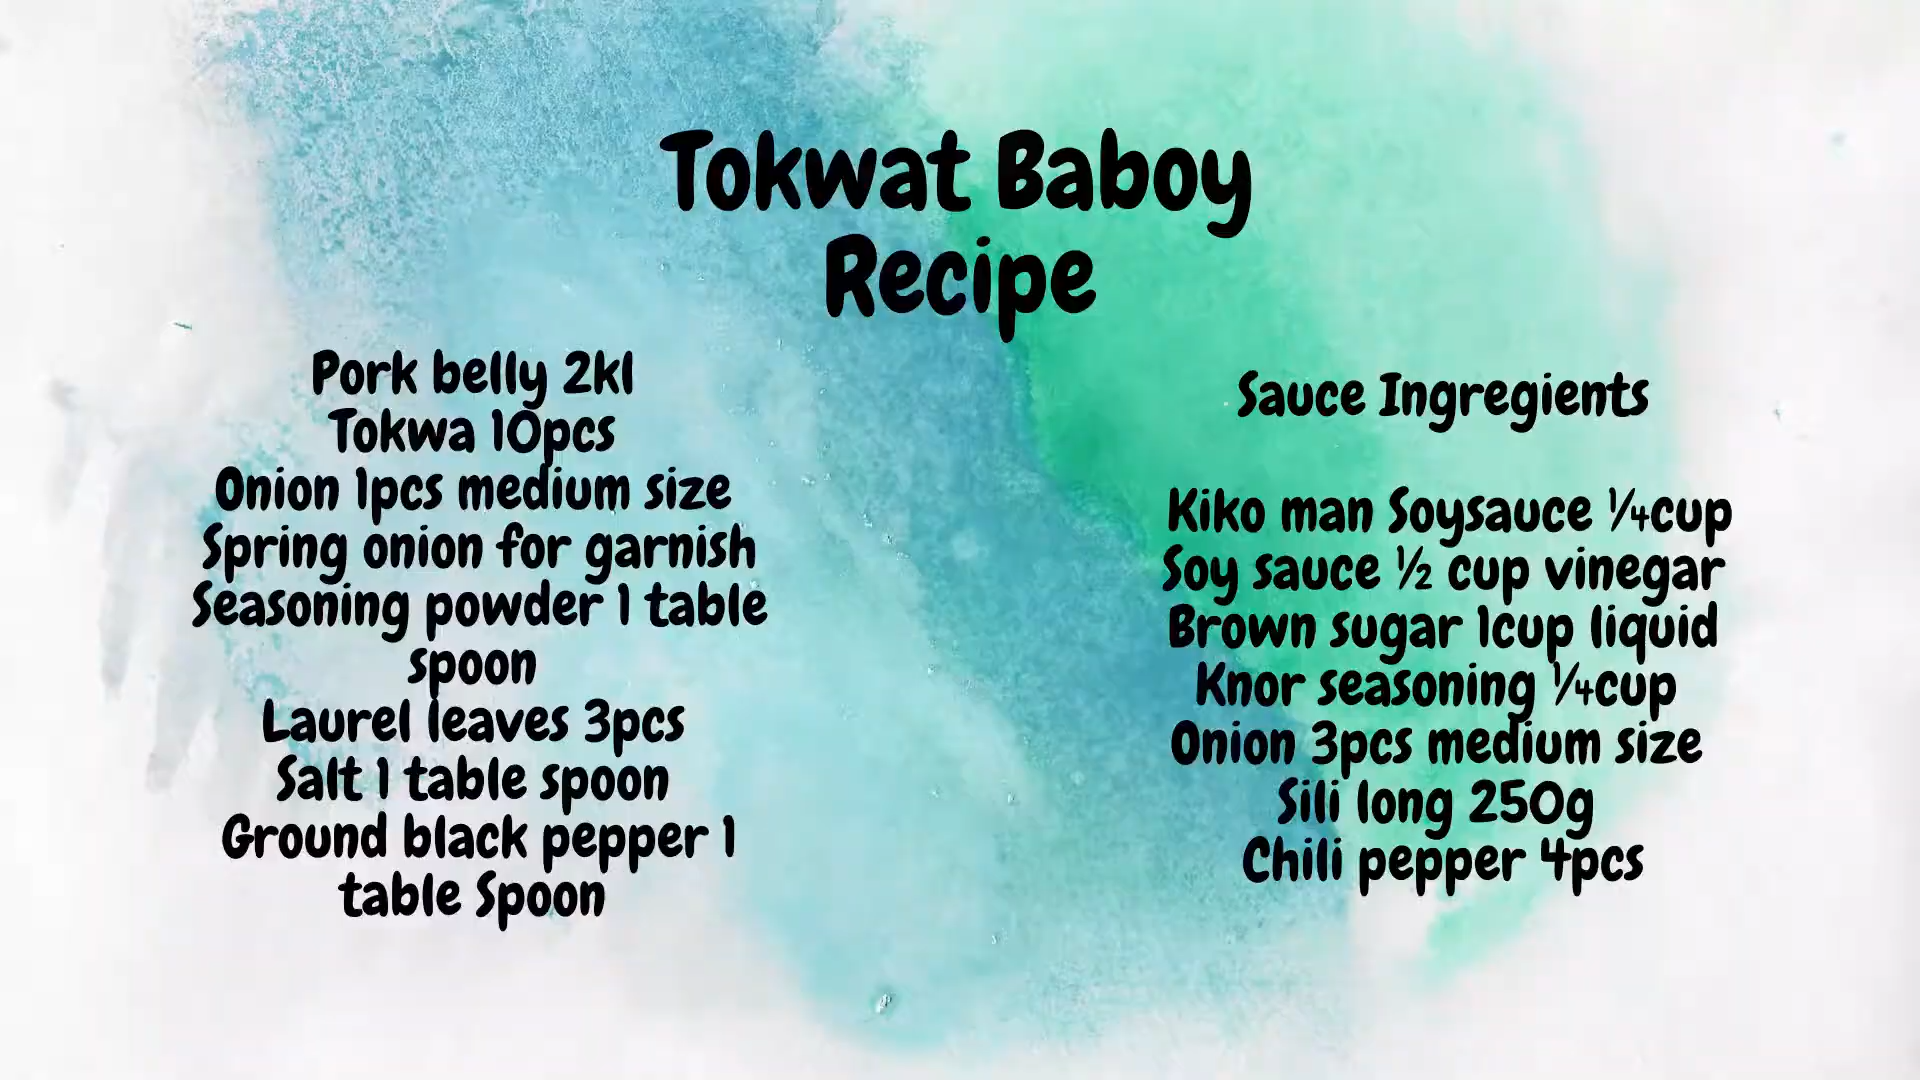 Tokwat Baboy
Recipe
Pork belly 2kl
Tokwa 10pcs
Onion 1pcs medium size
Spring onion for garnish
Seasoning powder 1 table
spoon
Laurel leaves 3pcs
Salt 1 table spoon
Ground black pepper 1
table Spoon
Sauce Ingregients
Kiko man Soysauce ¼cup
Soy sauce ½ cup vinegar
Brown sugar 1cup liquid
Knor seasoning ¼cup
Onion 3pcs medium size
Sili long 250g
Chili pepper 4pcs